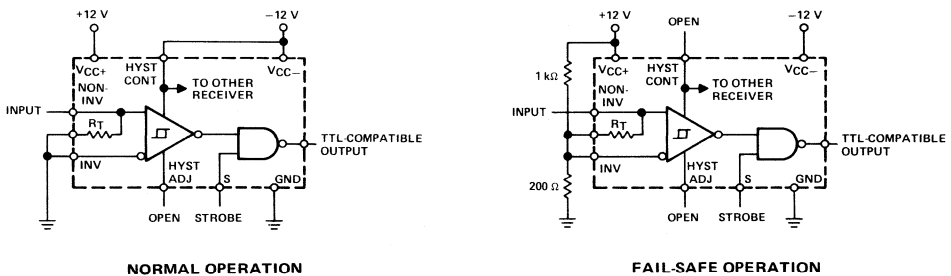 +12 V
−12 V
VCC+
HYST
CONT
VCC−
NON-
INV
TO OTHER
RECEIVER
INPUT
RT
TTL-COMPATIBLE
OUTPUT
INV
HYST
ADJ
S
GND
OPEN
STROBE
NORMAL OPERATION
+12 V
OPEN
−12 V
1 kΩ
VCC+
HYST
CONT
VCC−
NON-
INV
TO OTHER
RECEIVER
INPUT
RT
TTL-COMPATIBLE
OUTPUT
INV
HYST
ADJ
S
GND
200 Ω
OPEN
STROBE
FAIL-SAFE OPERATION